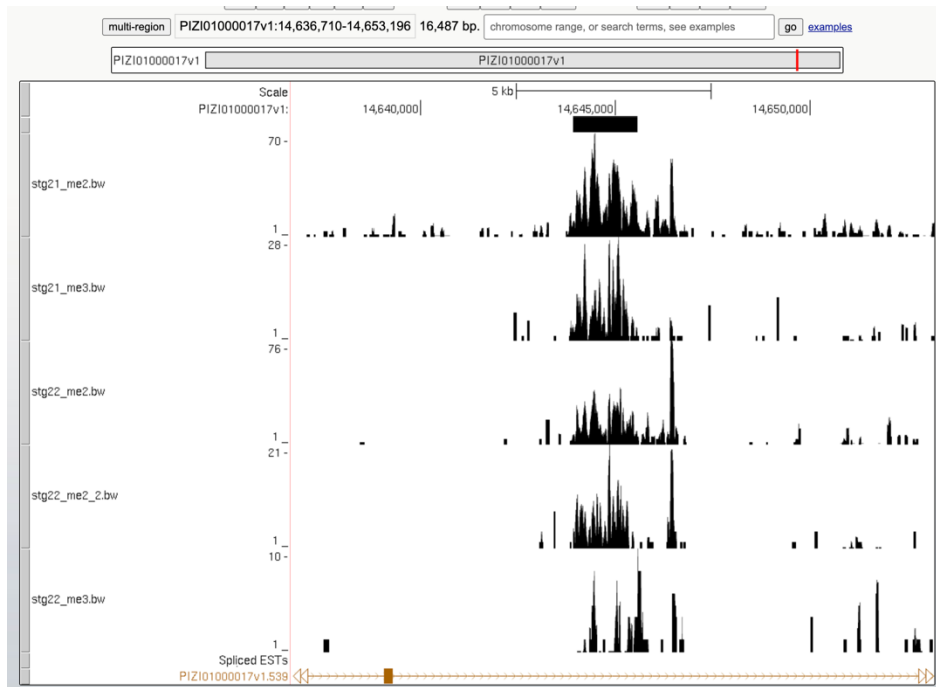 multi-region PIZI01000017v1:14,636,710-14,653,196 16,487 bp. chromosome range, or search terms, see examples go examples
PIZI01000017v1 PIZI01000017v1
Scale 5 kb
PIZI01000017v1: 14,640,000 14,645,000 14,650,000
70 -
stg21_me2.bw
1 _
28 -
stg21_me3.bw
1 _
76 -
stg22_me2.bw
1 _
21 -
stg22_me2_2.bw
1 _
10 -
stg22_me3.bw
1 _
Spliced ESTs
PIZI01000017v1.539